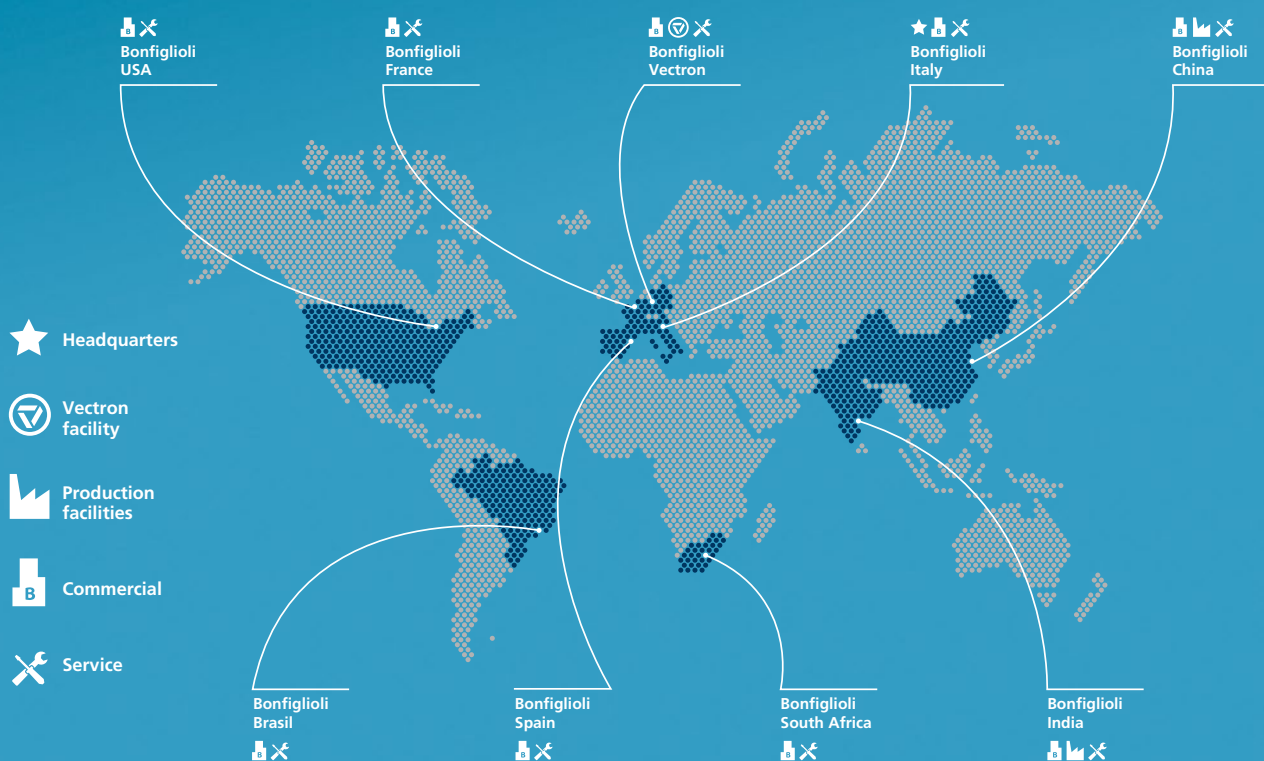 B
Bonfiglioli
USA
B
Bonfiglioli
France
B
Bonfiglioli
Vectron
B
Bonfiglioli
Italy
B
Bonfiglioli
China
Headquarters
Vectron
facility
Production
facilities
B
Commercial
Service
Bonfiglioli
Brasil
B
Bonfiglioli
Spain
B
Bonfiglioli
South Africa
B
Bonfiglioli
India
B